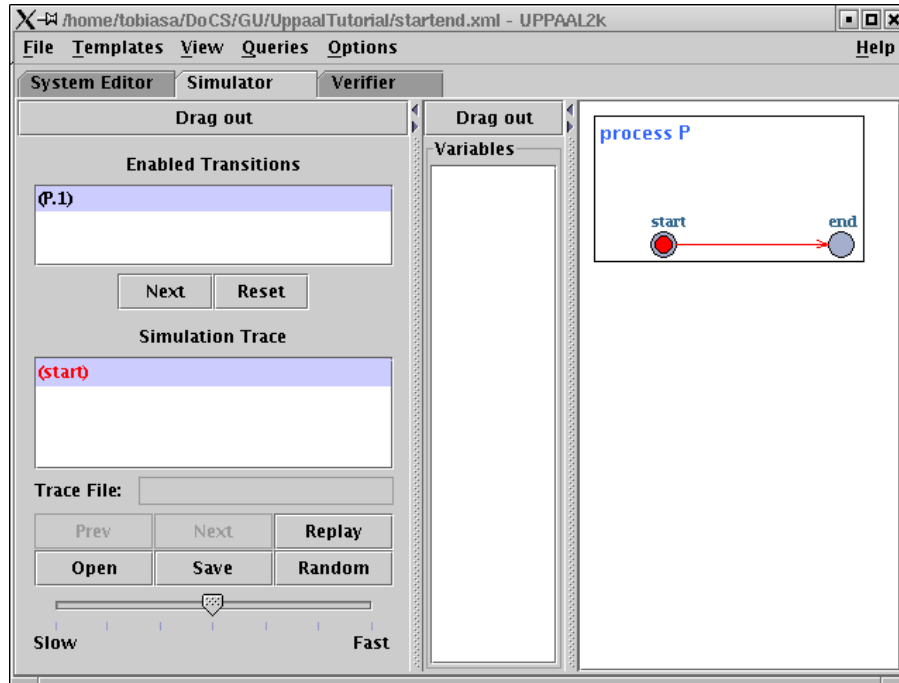 /home/tobiasa/DoCS/GU/UppaalTutorial/startend.xml - UPPAAL2k
File Templates View Queries Options Help
System Editor Simulator Verifier
Drag out
Enabled Transitions
(P.1)
Next Reset
Simulation Trace
(start)
Trace File:
Prev Next Replay
Open Save Random
Slow Fast
Drag out
Variables
process P
start end